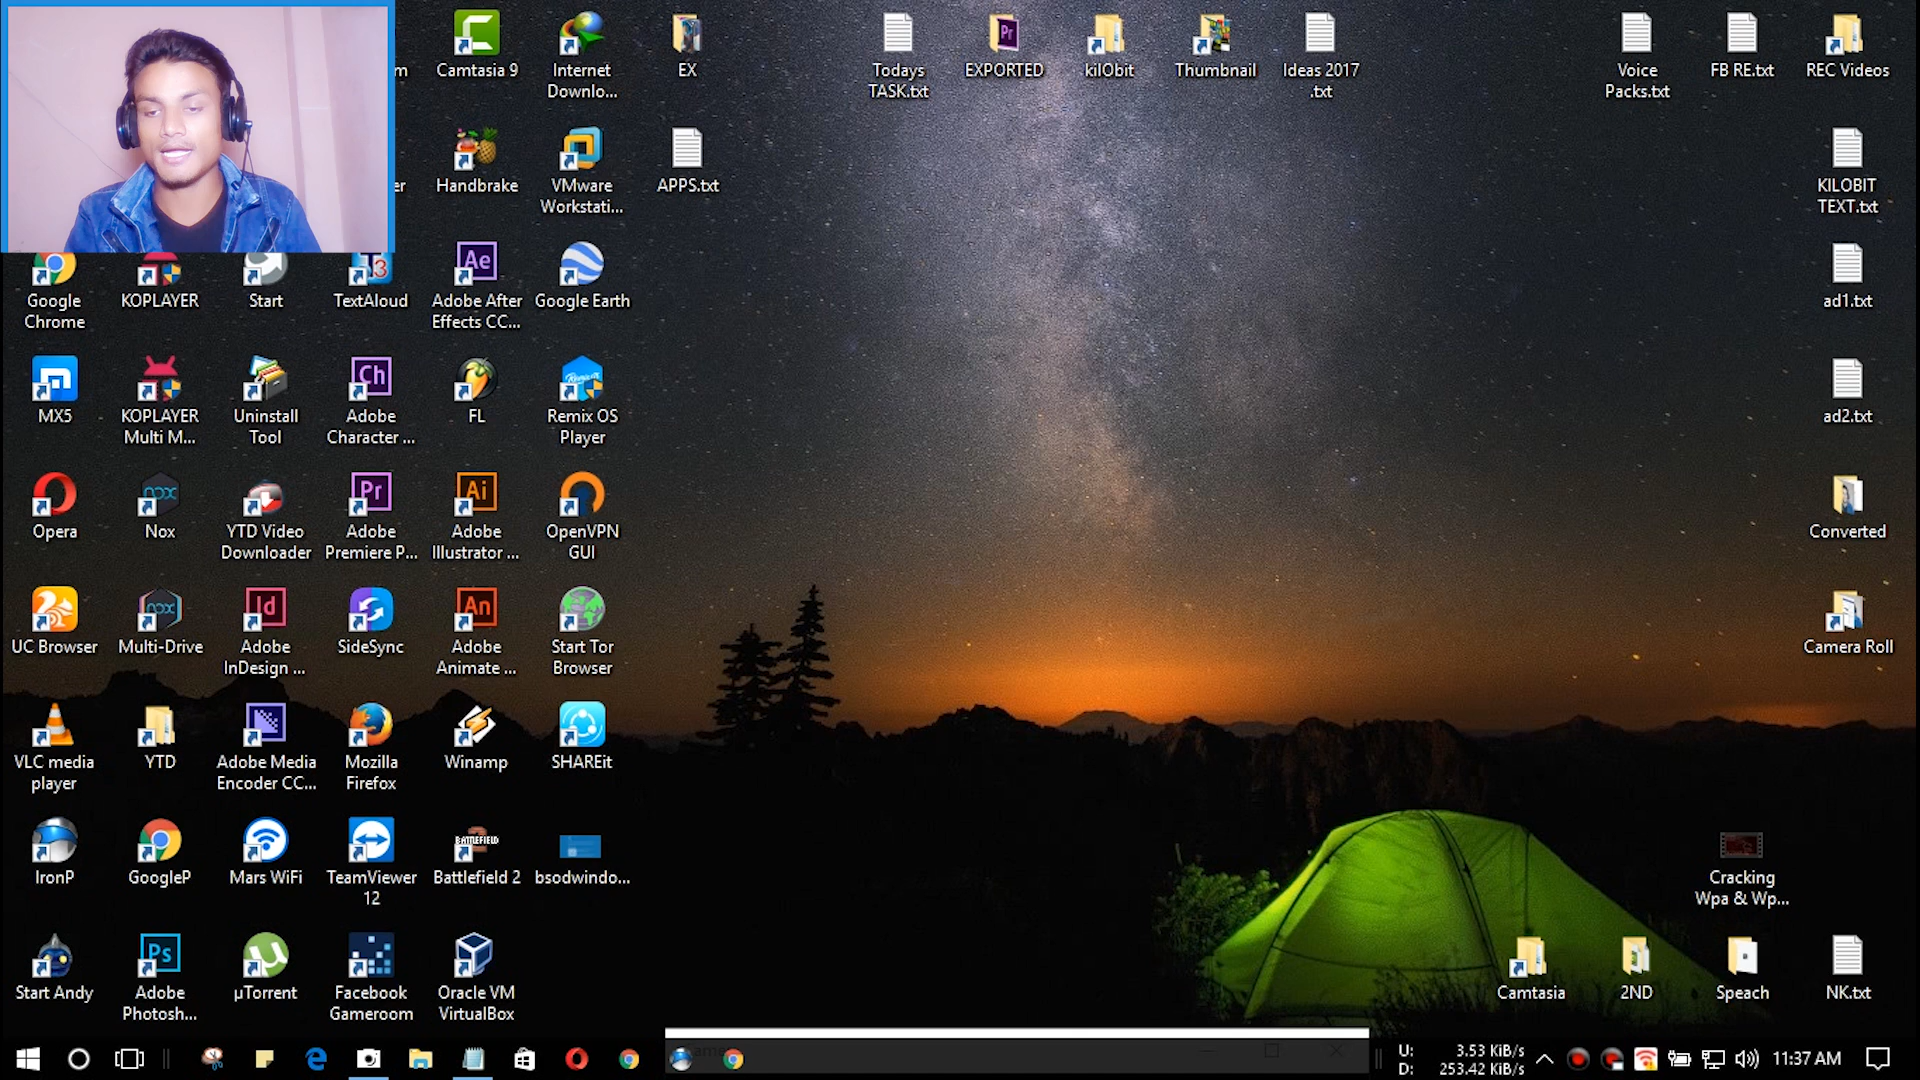 m
Camtasia 9
Internet
Downlo...
EX
Todays
TASK.txt
EXPORTED
kilObit
Thumbnail
Ideas 2017
.txt
Voice
Packs.txt
FB RE.txt
REC Videos
er
Handbrake
VMware
Workstati...
APPS.txt
KILOBIT
TEXT.txt
Google
Chrome
KOPLAYER
Start
TextAloud
Adobe After
Effects CC...
Google Earth
ad1.txt
MX5
KOPLAYER
Multi M...
Uninstall
Tool
Adobe
Character ...
FL
Remix OS
Player
ad2.txt
Opera
Nox
YTD Video
Downloader
Adobe
Premiere P...
Adobe
Illustrator ...
OpenVPN
GUI
Converted
UC Browser
Multi-Drive
Adobe
InDesign ...
SideSync
Adobe
Animate ...
Start Tor
Browser
Camera Roll
VLC media
player
YTD
Adobe Media
Encoder CC...
Mozilla
Firefox
Winamp
SHAREit
IronP
GoogleP
Mars WiFi
TeamViewer
12
Battlefield 2
bsodwindo...
Cracking
Wpa & Wp...
Start Andy
Adobe
Photosh...
µTorrent
Facebook
Gameroom
Oracle VM
VirtualBox
Camtasia
2ND
Speach
NK.txt
U: 3.53 KiB/s
D: 253.42 KiB/s
11:37 AM